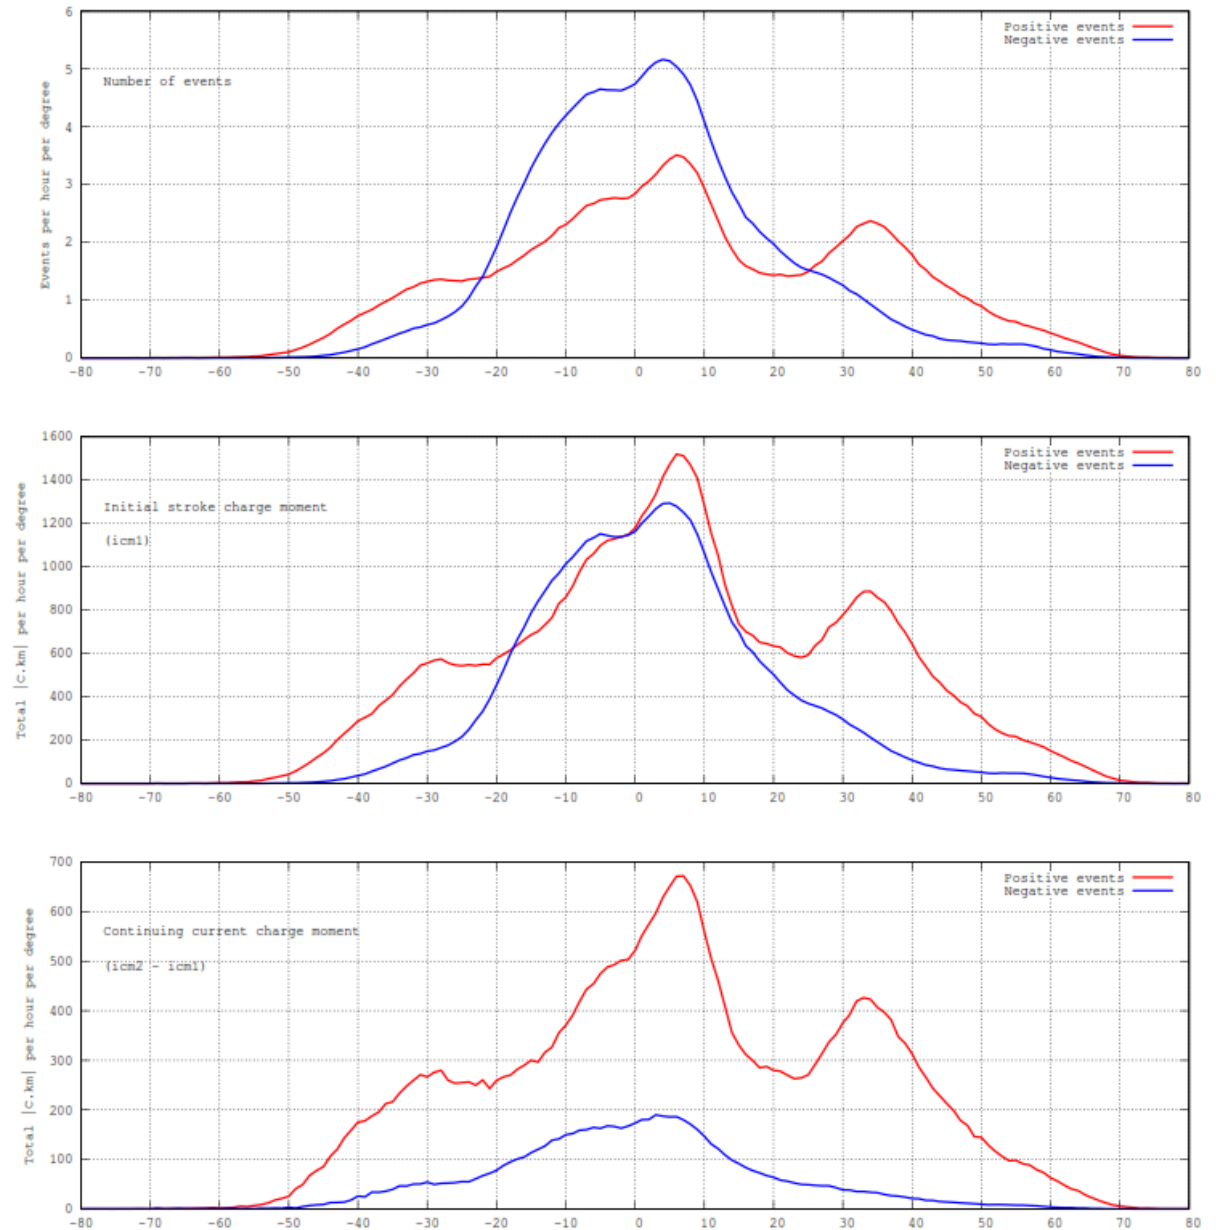 6
5
4
3
2
1
0
Events per hour per degree
Number of events
Positive events
Negative events
-80 -70 -60 -50 -40 -30 -20 -10 0 10 20 30 40 50 60 70 80
1600
1400
1200
1000
800
600
400
200
0
Total |C.km| per hour per degree
Initial stroke charge moment
(icm1)
Positive events
Negative events
-80 -70 -60 -50 -40 -30 -20 -10 0 10 20 30 40 50 60 70 80
700
600
500
400
300
200
100
0
Total |C.km| per hour per degree
Continuing current charge moment
(icm2 - icm1)
Positive events
Negative events
-80 -70 -60 -50 -40 -30 -20 -10 0 10 20 30 40 50 60 70 80